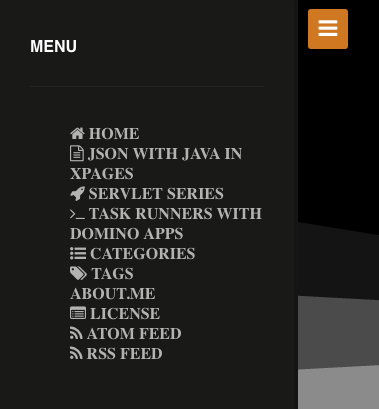 MENU
HOME
JSON WITH JAVA IN
XPAGES
SERVLET SERIES
TASK RUNNERS WITH
DOMINO APPS
CATEGORIES
TAGS
ABOUT.ME
LICENSE
ATOM FEED
RSS FEED